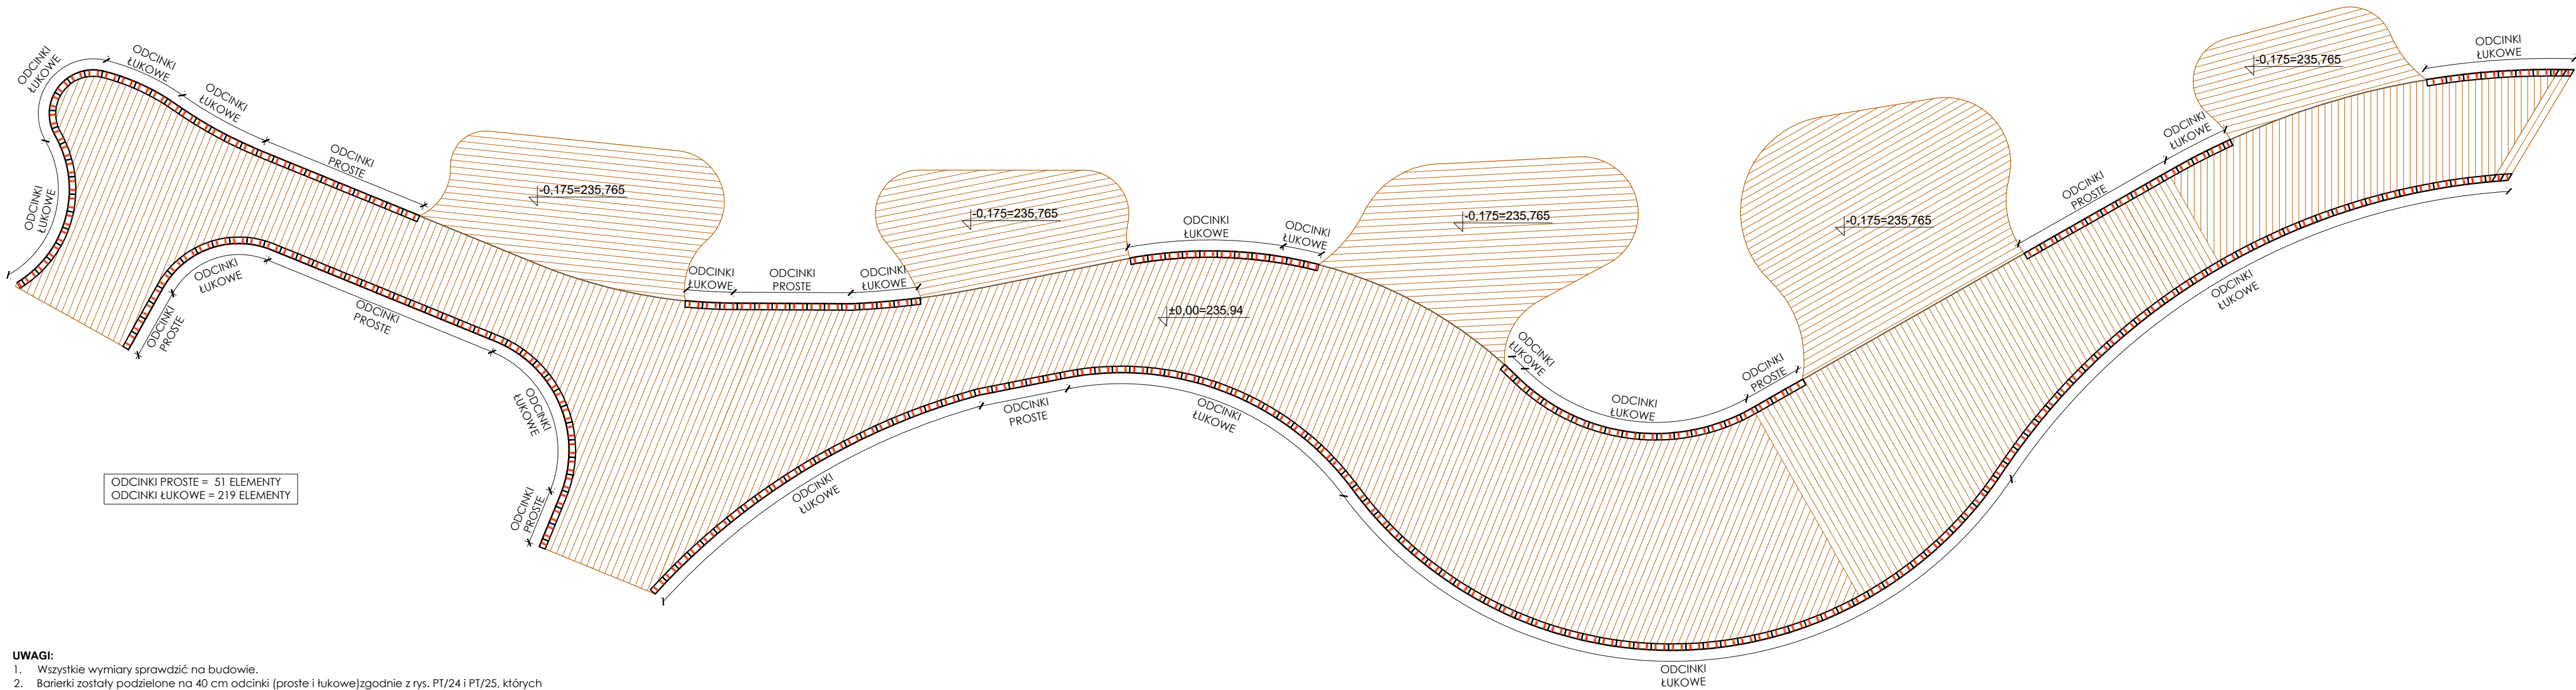 ODCINKI
ŁUKOWE
ODCINKI
ŁUKOWE
ODCINKI
ŁUKOWE
ODCINKI
PROSTE
ODCINKI
ŁUKOWE
ODCINKI
PROSTE
ODCINKI
ŁUKOWE
ODCINKI
PROSTE
ODCINKI
ŁUKOWE
ODCINKI
PROSTE
-0,175=235,765
ODCINKI
ŁUKOWE
ODCINKI
PROSTE
ODCINKI
ŁUKOWE
-0,175=235,765
ODCINKI
ŁUKOWE
ODCINKI
ŁUKOWE
±0,00=235,94
ODCINKI
ŁUKOWE
ODCINKI
PROSTE
ODCINKI
ŁUKOWE
-0,175=235,765
ODCINKI
ŁUKOWE
ODCINKI
ŁUKOWE
ODCINKI
PROSTE
-0,175=235,765
ODCINKI
PROSTE
ODCINKI
ŁUKOWE
-0,175=235,765
ODCINKI
ŁUKOWE
ODCINKI
ŁUKOWE
ODCINKI
ŁUKOWE
ODCINKI PROSTE = 51 ELEMENTY
ODCINKI ŁUKOWE = 219 ELEMENTY
UWAGI:
1. Wszystkie wymiary sprawdzić na budowie.
2. Barierki zostały podzielone na 40 cm odcinki (proste i łukowe)zgodnie z rys. PT/24 i PT/25, których